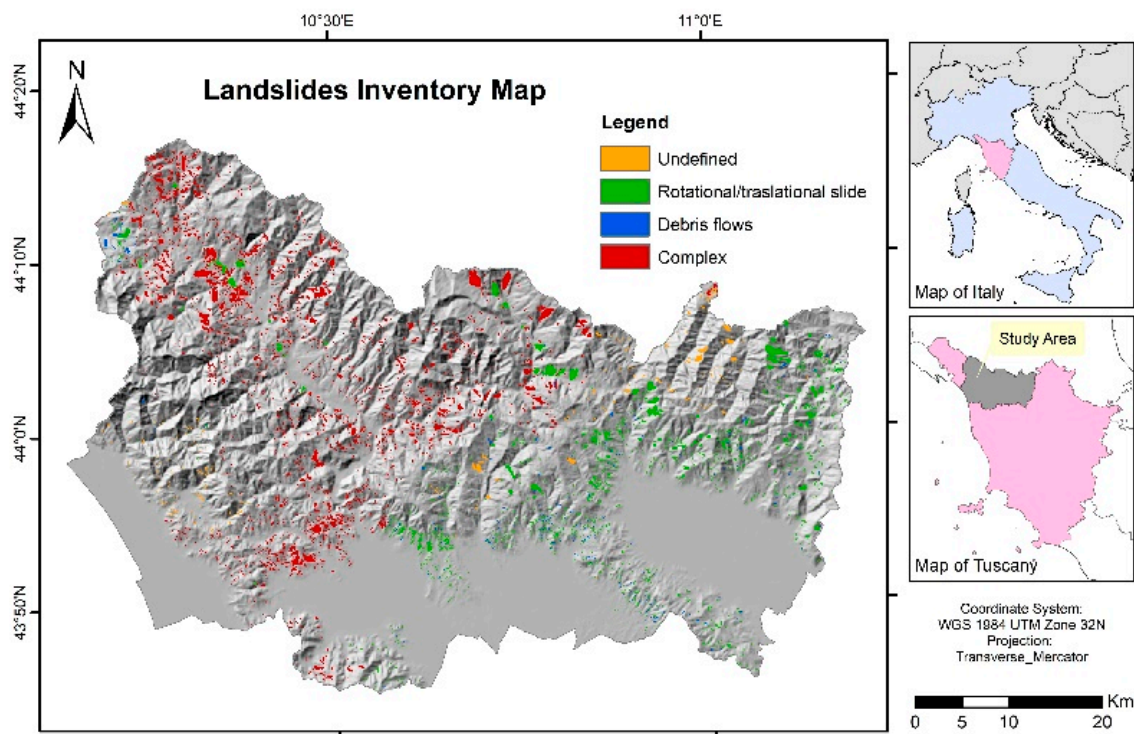 10°30'E
11°0'E
44°20'N
44°10'N
44°0'N
43°50'N
N
Landslides Inventory Map
Legend
Undefined
Rotational/traslational slide
Debris flows
Complex
Map of Italy
Study Area
Map of Tuscany
Coordinate System:
WGS 1984 UTM Zone 32N
Projection:
Transverse_Mercator
Km
0 5 10 20